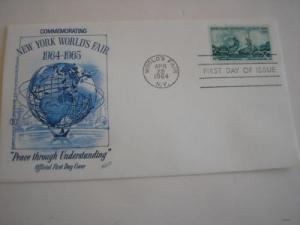 COMMEMORATING
NEW YORK WORLD'S FAIR
1964-1965
"Peace through Understanding"
Official First Day Cover
WORLD'S FAIR
APR
22
1964
N.Y.
FIRST DAY OF ISSUE